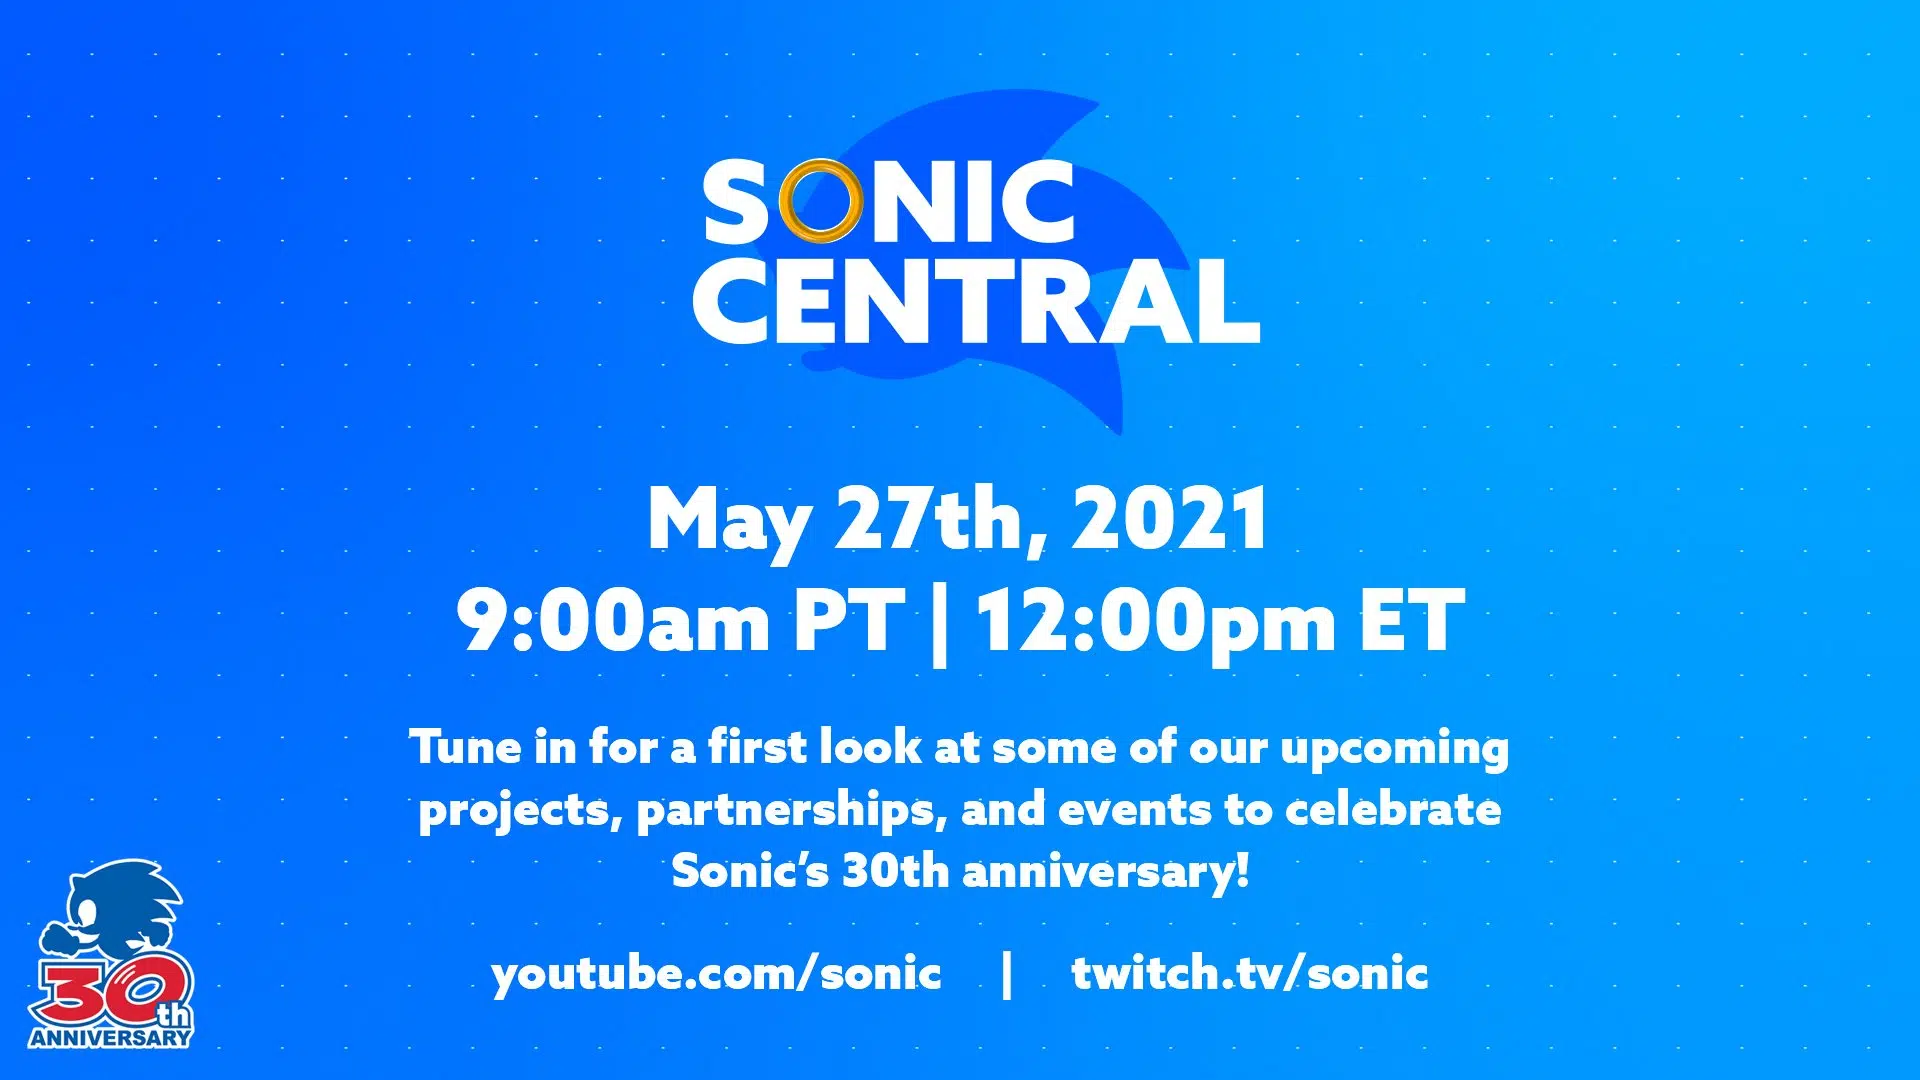 SONIC
CENTRAL
May 27th, 2021
9:00am PT | 12:00pm ET
Tune in for a first look at some of our upcoming
projects, partnerships, and events to celebrate
Sonic’s 30th anniversary!
youtube.com/sonic | twitch.tv/sonic
30th
ANNIVERSARY